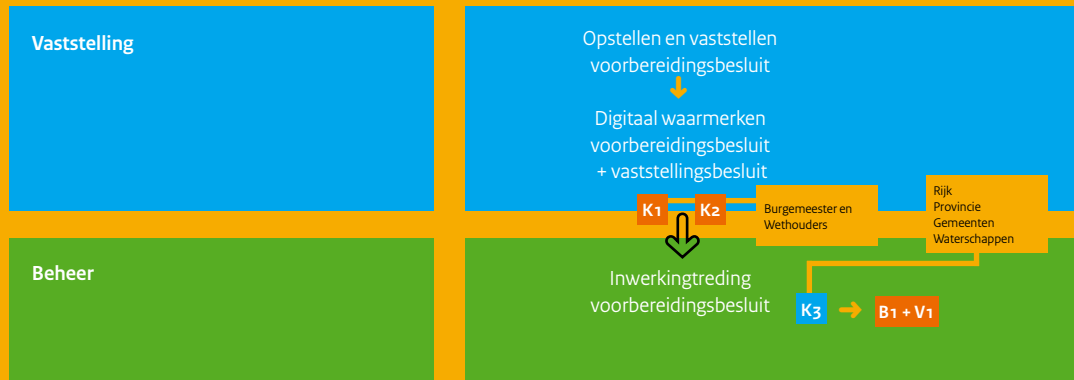 Vaststelling
Opstellen en vaststellen
voorbereidingsbesluit
Digitaal waarmerken
voorbereidingsbesluit
+ vaststellingsbesluit
K1
K2
Burgemeester en
Wethouders
Rijk
Provincie
Gemeenten
Waterschappen
Beheer
Inwerkingtreding
voorbereidingsbesluit
K3
B1 + V1